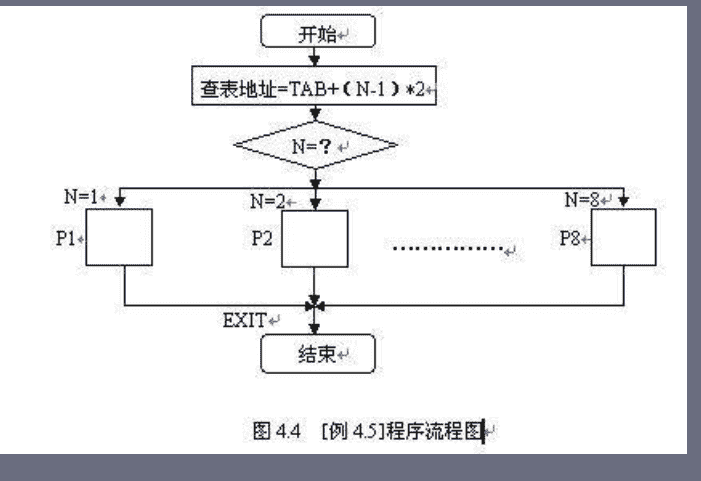 开始
查表地址=TAB+(N-1)*2
N=?
N=1 N=2 N=8
P1 P2 ............... P8
EXIT
结束
图 4.4 [例 4.5]程序流程图